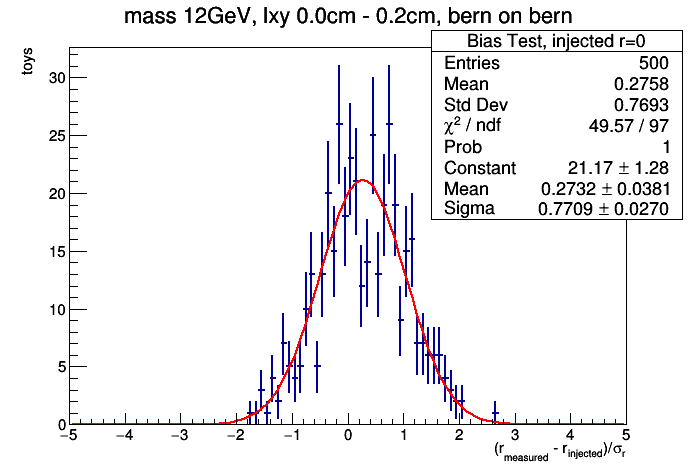 mass 12GeV, lxy 0.0cm - 0.2cm, bern on bern
toys
Bias Test, injected r=0
Entries 500
Mean 0.2758
Std Dev 0.7693
χ² / ndf 49.57 / 97
Prob 1
Constant 21.17 ± 1.28
Mean 0.2732 ± 0.0381
Sigma 0.7709 ± 0.0270
30
25
20
15
10
5
0
−5 −4 −3 −2 −1 0 1 2 3 4 5
(r_measured - r_injected)/σ_r